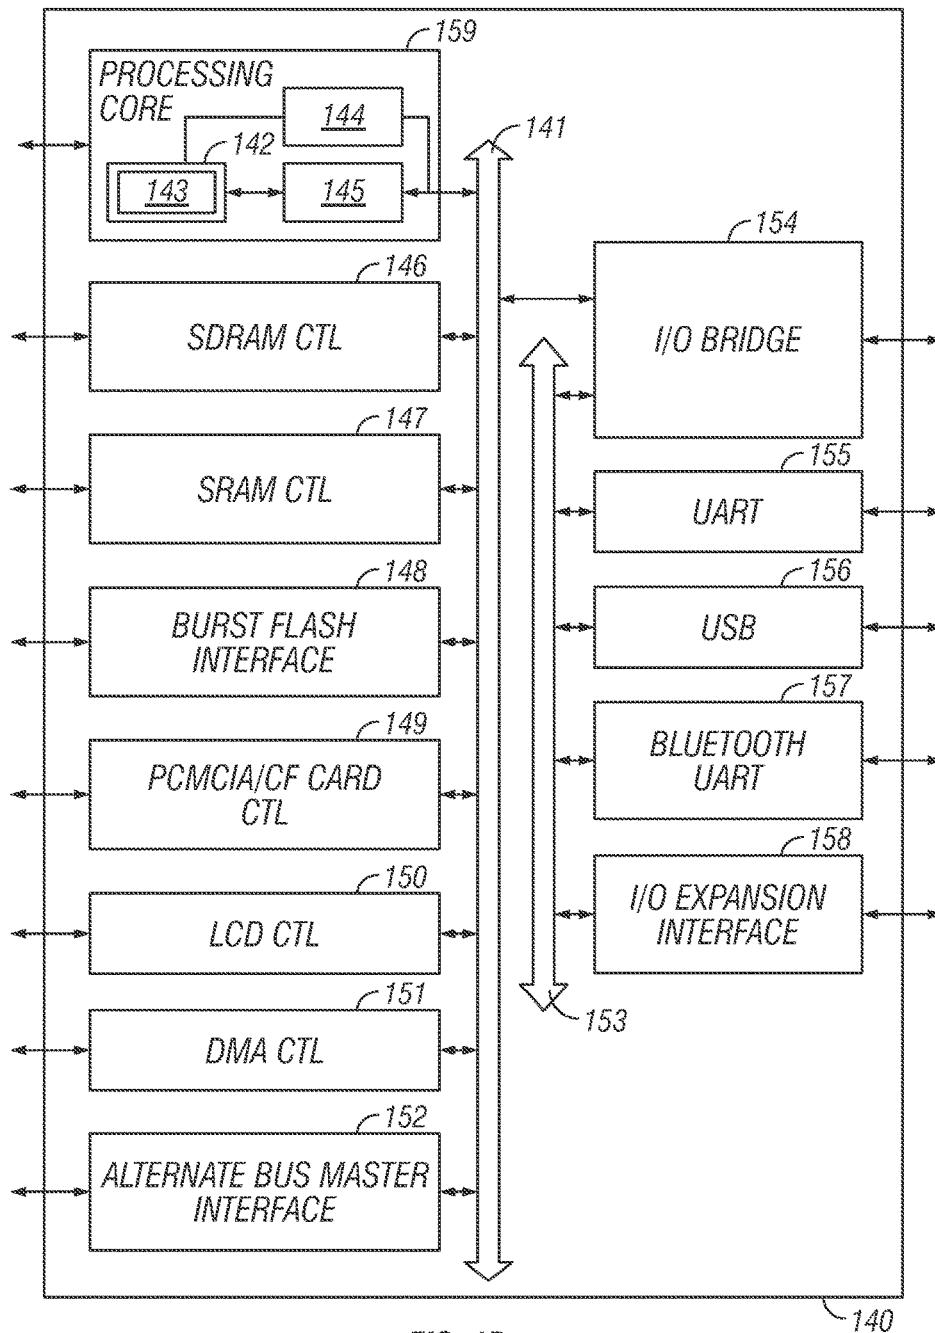 159
PROCESSING
CORE
144
142
143
145
141
154
146
SDRAM CTL
I/O BRIDGE
147
SRAM CTL
155
UART
148
BURST FLASH
INTERFACE
156
USB
157
BLUETOOTH
UART
149
PCMCIA/CF CARD
CTL
158
I/O EXPANSION
INTERFACE
150
LCD CTL
151
DMA CTL
153
152
ALTERNATE BUS MASTER
INTERFACE
140